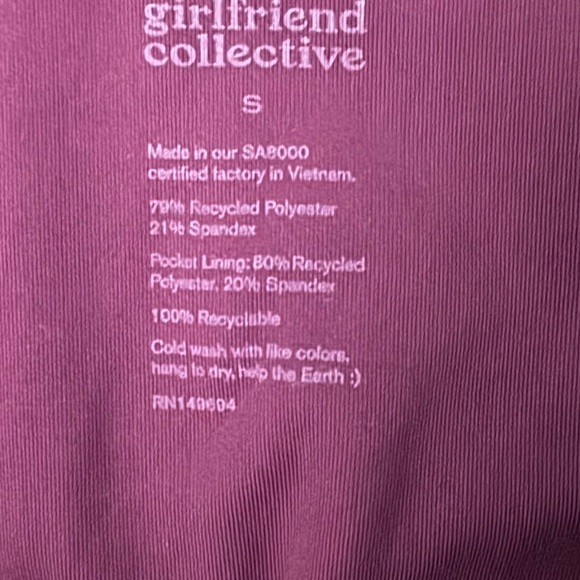 girlfriend
collective
S
Made in our SA8000
certified factory in Vietnam.
79% Recycled Polyester
21% Spandex
Pocket Lining: 80% Recycled
Polyester, 20% Spandex
100% Recyclable
Cold wash with like colors,
hang to dry, help the Earth :)
RN149694